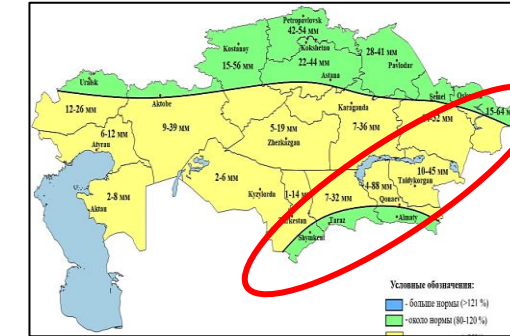 Petropavlovsk
42-54 мм
Kostanay
Kokshetau
15-56 мм
22-44 мм
28-41 мм
Pavlodar
Astana
Uralsk
Aktobe
Semei
15-64 м
12-26 мм
9-39 мм
Karaganda
6-12 мм
Atyrau
5-19 мм
Zhezkazgan
7-36 мм
2-8 мм
Aktau
2-6 мм
Kyzylorda
1-14 мм
7-32 мм
10-45 мм
Taldykorgan
Qonaev
Almaty
Taraz
Shymkent
Условные обозначения:
- больше нормы (>121 %)
- около нормы (80-120 %)